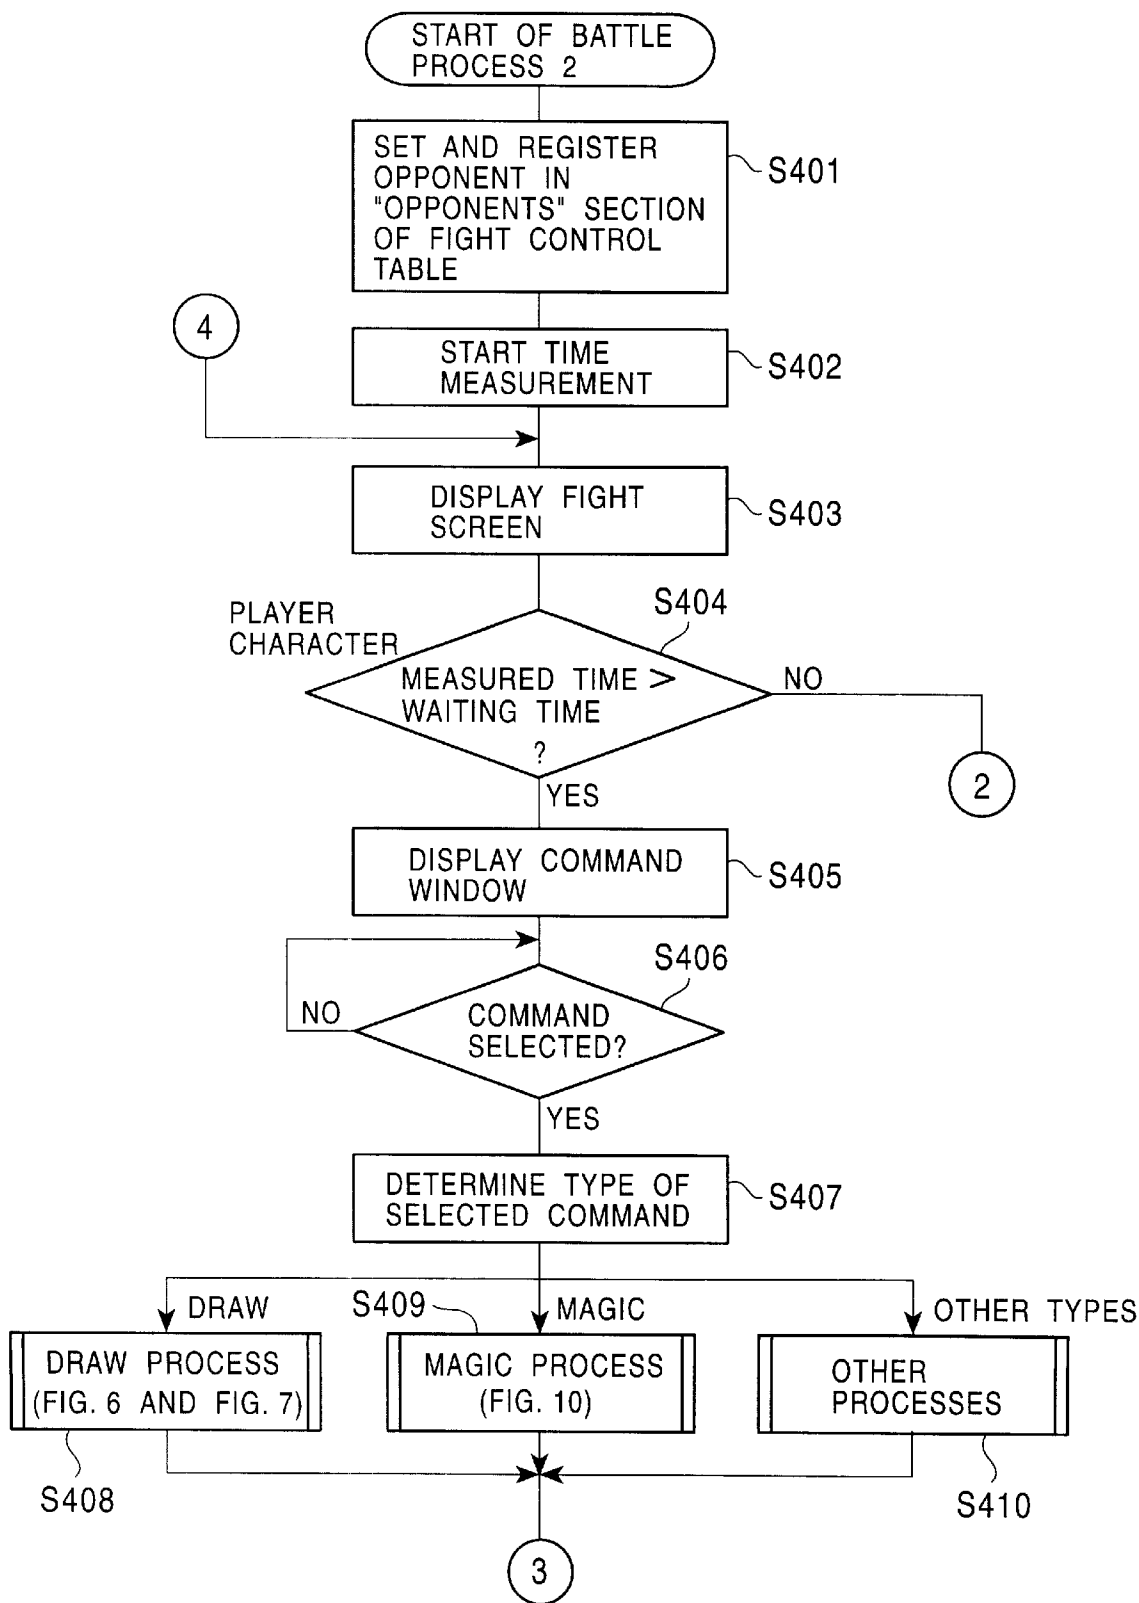 START OF BATTLE
PROCESS 2
SET AND REGISTER
OPPONENT IN
"OPPONENTS" SECTION
OF FIGHT CONTROL
TABLE
S401
4
START TIME
MEASUREMENT
S402
DISPLAY FIGHT
SCREEN
S403
PLAYER
CHARACTER
S404
MEASURED TIME >
WAITING TIME
?
NO
2
YES
DISPLAY COMMAND
WINDOW
S405
S406
NO
COMMAND
SELECTED?
YES
DETERMINE TYPE OF
SELECTED COMMAND
S407
DRAW
S409
MAGIC
OTHER TYPES
DRAW PROCESS
(FIG. 6 AND FIG. 7)
MAGIC PROCESS
(FIG. 10)
OTHER
PROCESSES
S408
S410
3